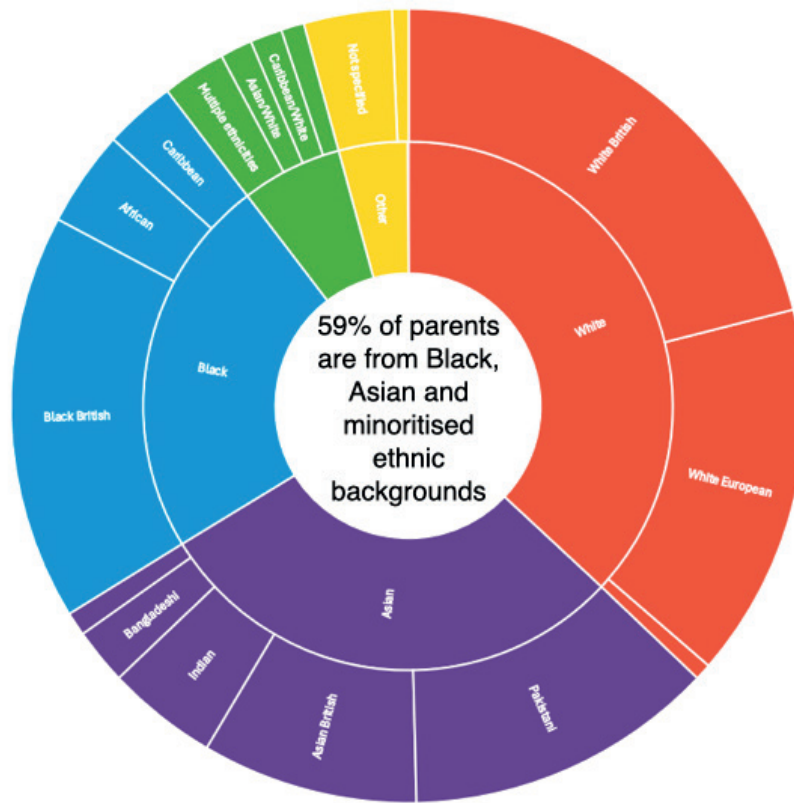 59% of parents
are from Black,
Asian and
minoritised
ethnic
backgrounds
White
White British
White European
Asian
Pakistani
Asian British
Indian
Bangladeshi
Black
Black British
African
Caribbean
Multiple ethnicities
Asian/White
Caribbean/White
Other
Not specified